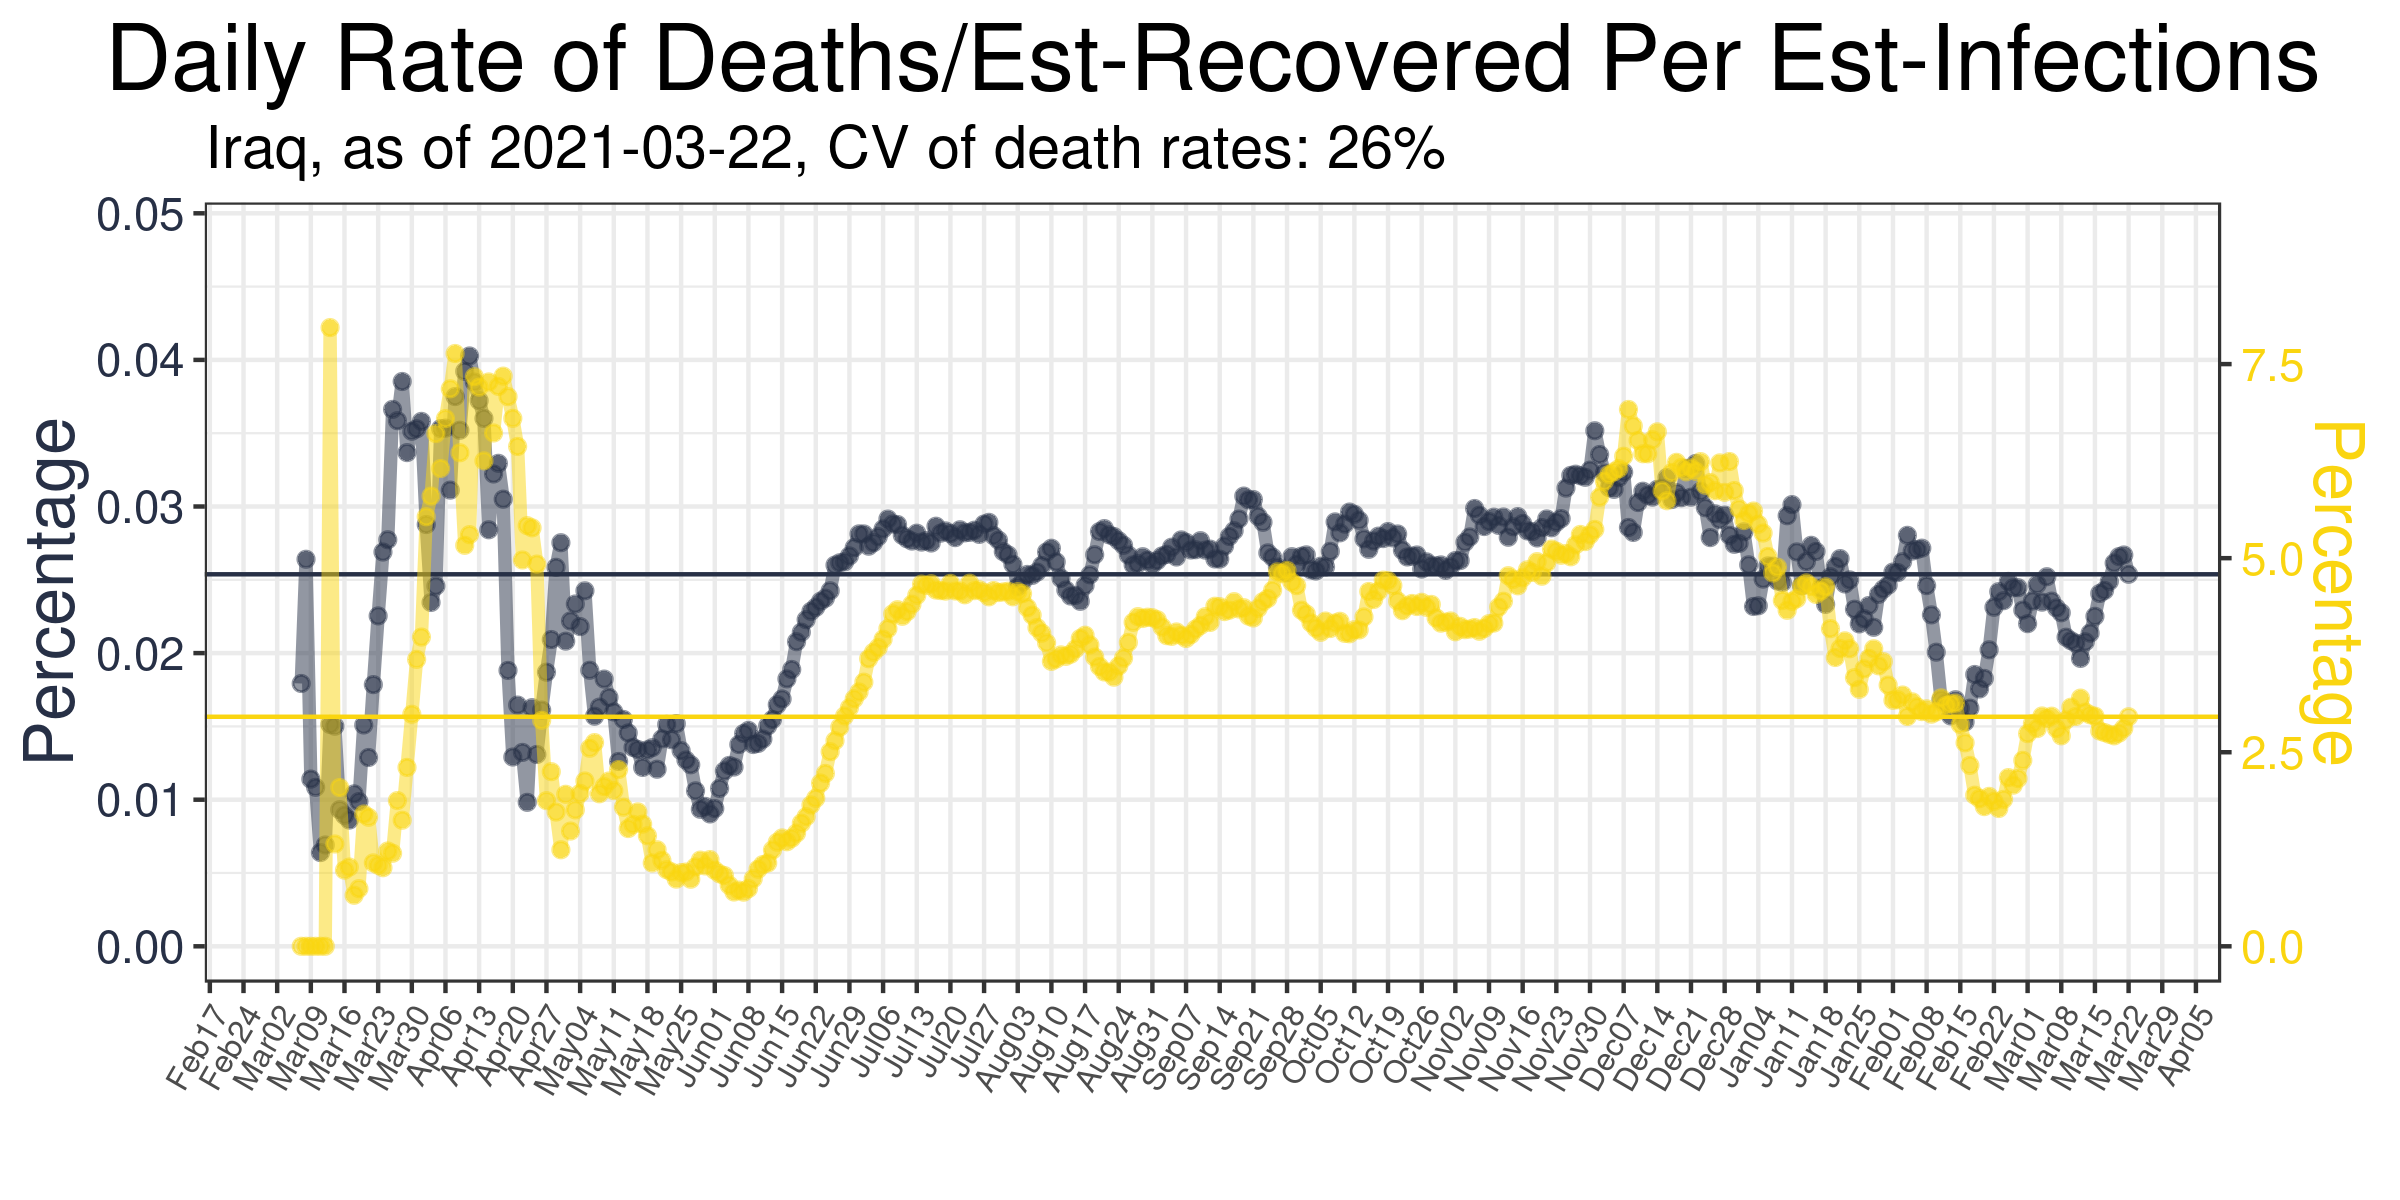 Daily Rate of Deaths/Est-Recovered Per Est-Infections
Iraq, as of 2021-03-22, CV of death rates: 26%
0.05
0.04
0.03
0.02
0.01
0.00
Percentage
7.5
5.0
2.5
0.0
Percentage
Feb17
Feb24
Mar02
Mar09
Mar16
Mar23
Mar30
Apr06
Apr13
Apr20
Apr27
May04
May11
May18
May25
Jun01
Jun08
Jun15
Jun22
Jun29
Jul06
Jul13
Jul20
Jul27
Aug03
Aug10
Aug17
Aug24
Aug31
Sep07
Sep14
Sep21
Sep28
Oct05
Oct12
Oct19
Oct26
Nov02
Nov09
Nov16
Nov23
Nov30
Dec07
Dec14
Dec21
Dec28
Jan04
Jan11
Jan18
Jan25
Feb01
Feb08
Feb15
Feb22
Mar01
Mar08
Mar15
Mar22
Mar29
Apr05